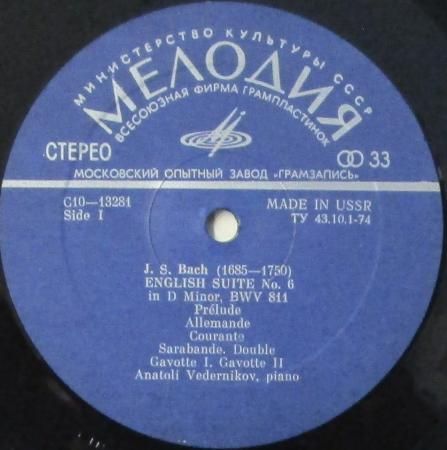 МИНИСТЕРСТВО КУЛЬТУРЫ СССР
МЕЛОДИЯ
ВСЕСОЮЗНАЯ ФИРМА ГРАМПЛАСТИНОК
СТЕРЕО
33
МОСКОВСКИЙ ОПЫТНЫЙ ЗАВОД «ГРАМЗАПИСЬ»
С10—13281
Side I
MADE IN USSR
ТУ 43.10.1-74
J. S. Bach (1685—1750)
ENGLISH SUITE No. 6
in D Minor, BWV 811
Prélude
Allemande
Courante
Sarabande. Double
Gavotte I. Gavotte II
Anatoli Vedernikov, piano